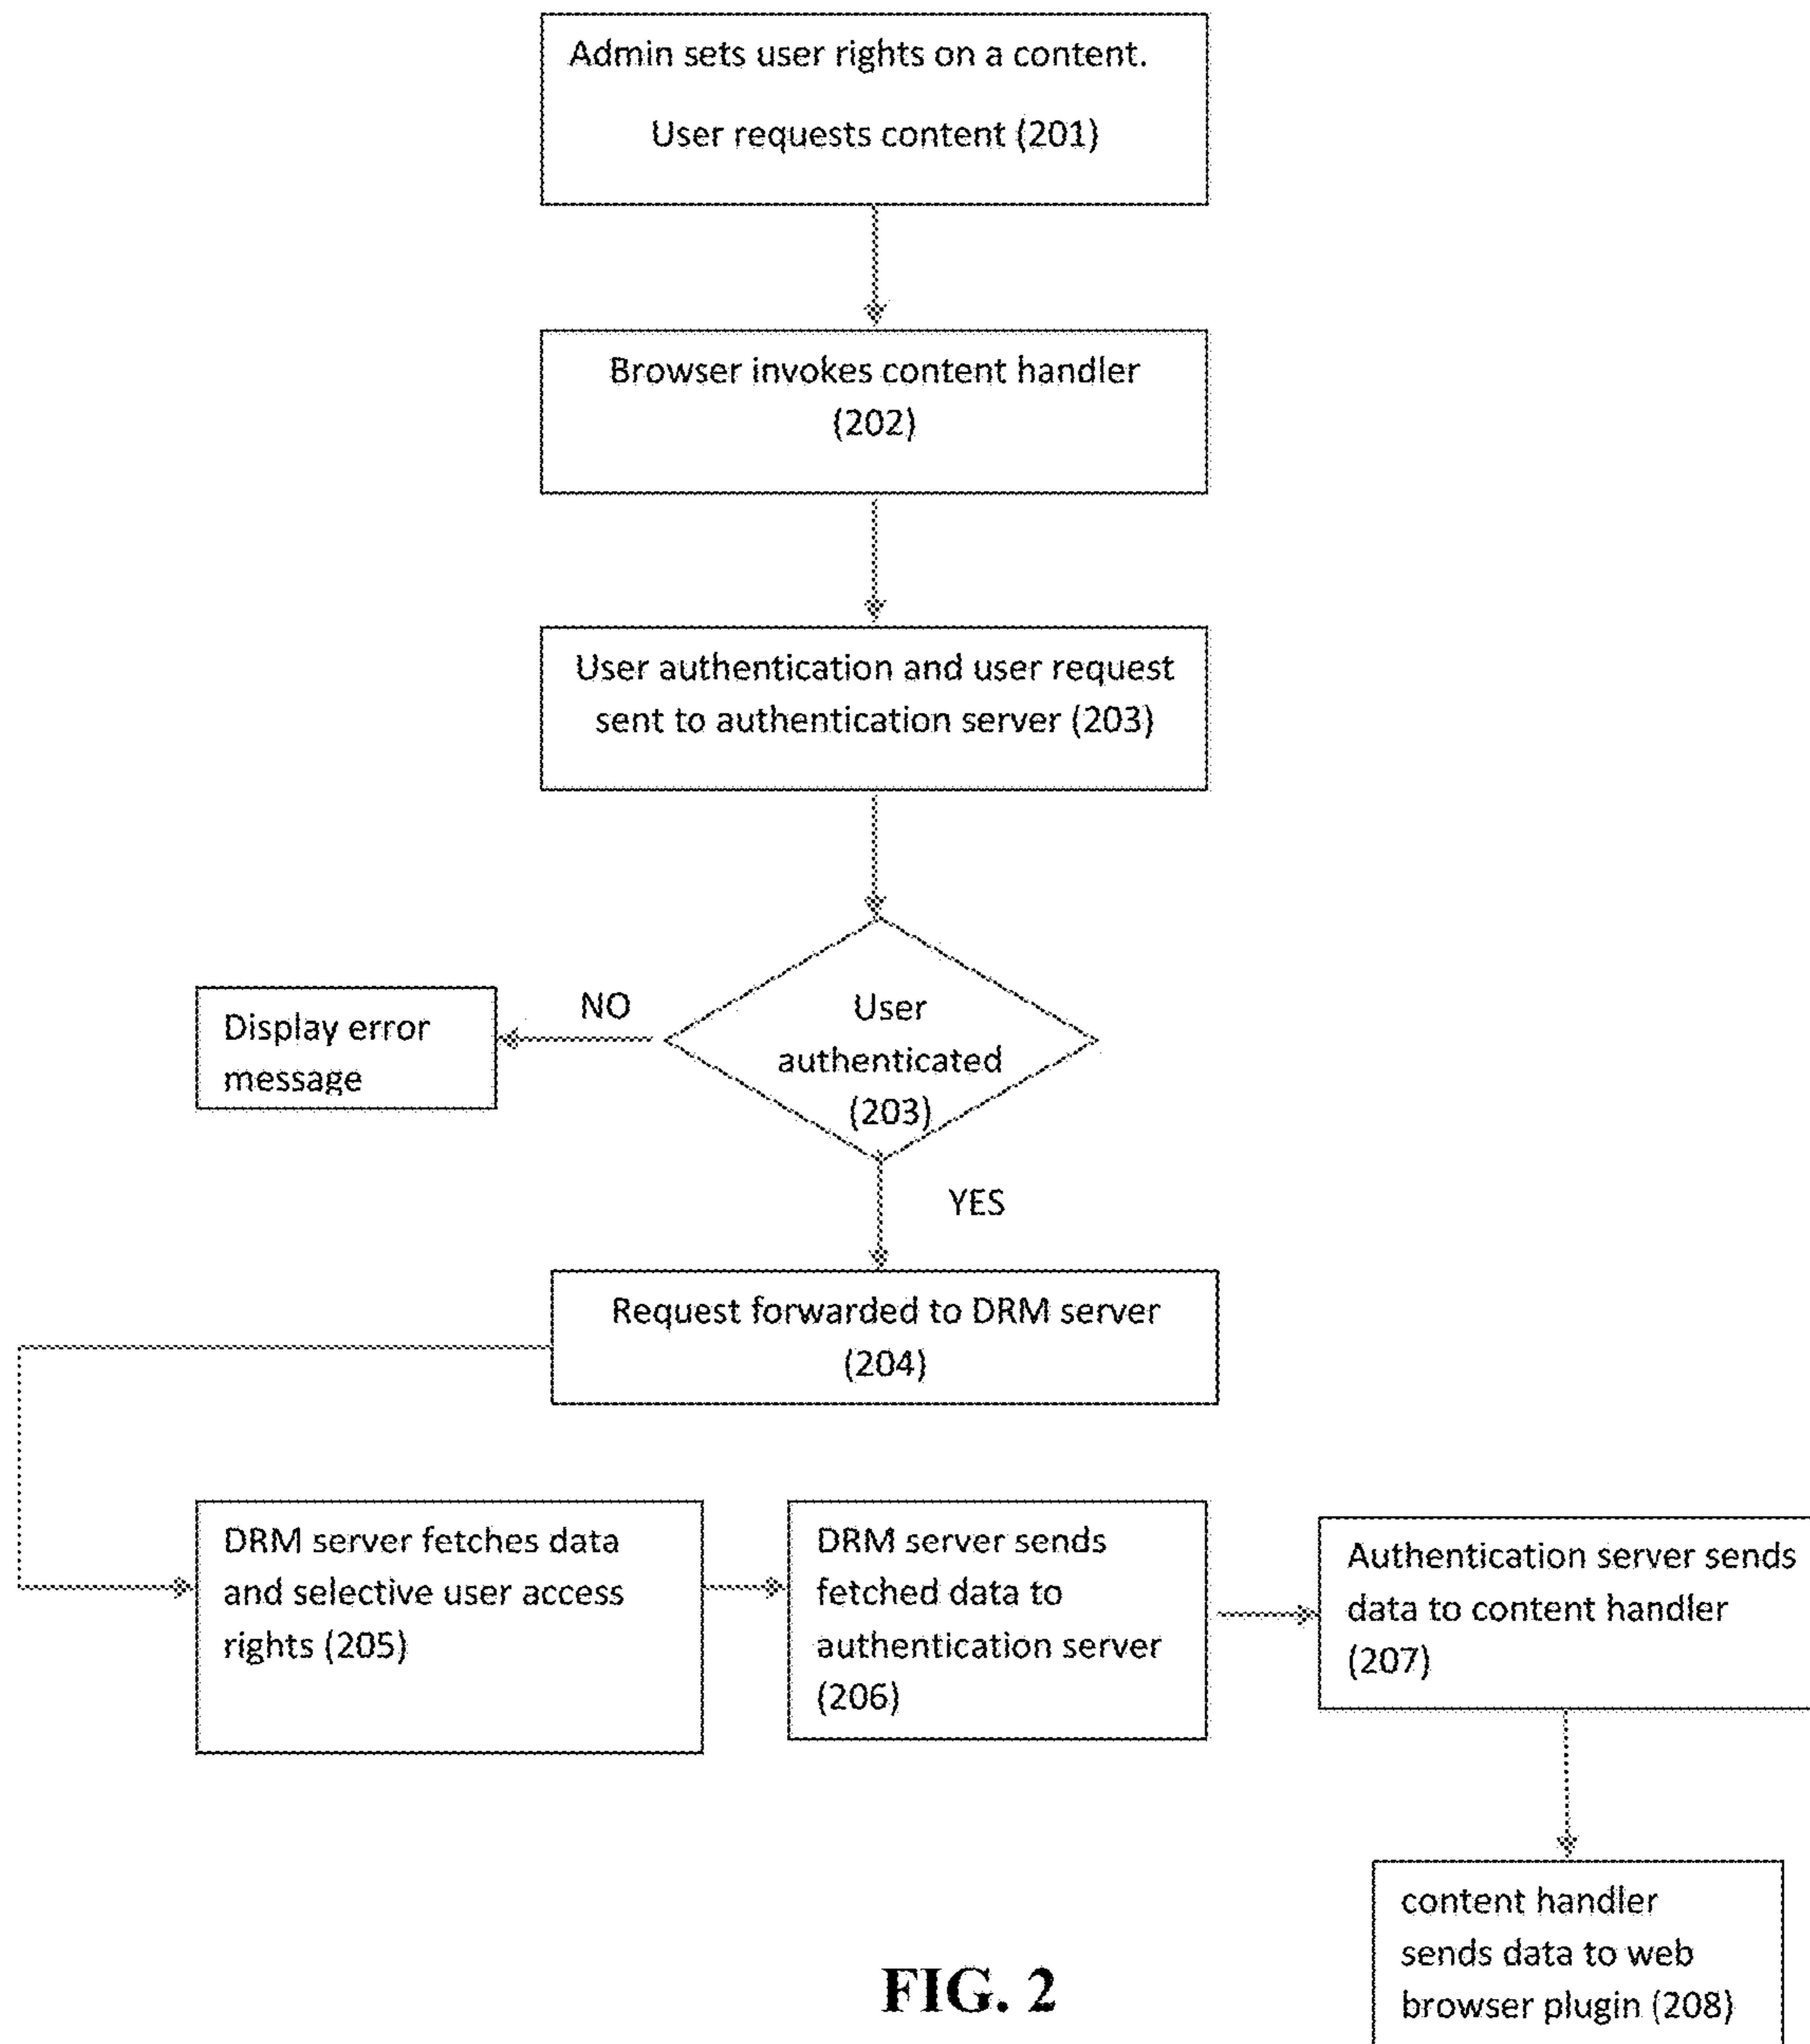 Admin sets user rights on a content.
User requests content (201)
Browser invokes content handler
(202)
User authentication and user request
sent to authentication server (203)
NO
Display error
message
User
authenticated
(203)
YES
Request forwarded to DRM server
(204)
DRM server fetches data
and selective user access
rights (205)
DRM server sends
fetched data to
authentication server
(206)
Authentication server sends
data to content handler
(207)
content handler
sends data to web
browser plugin (208)
FIG. 2